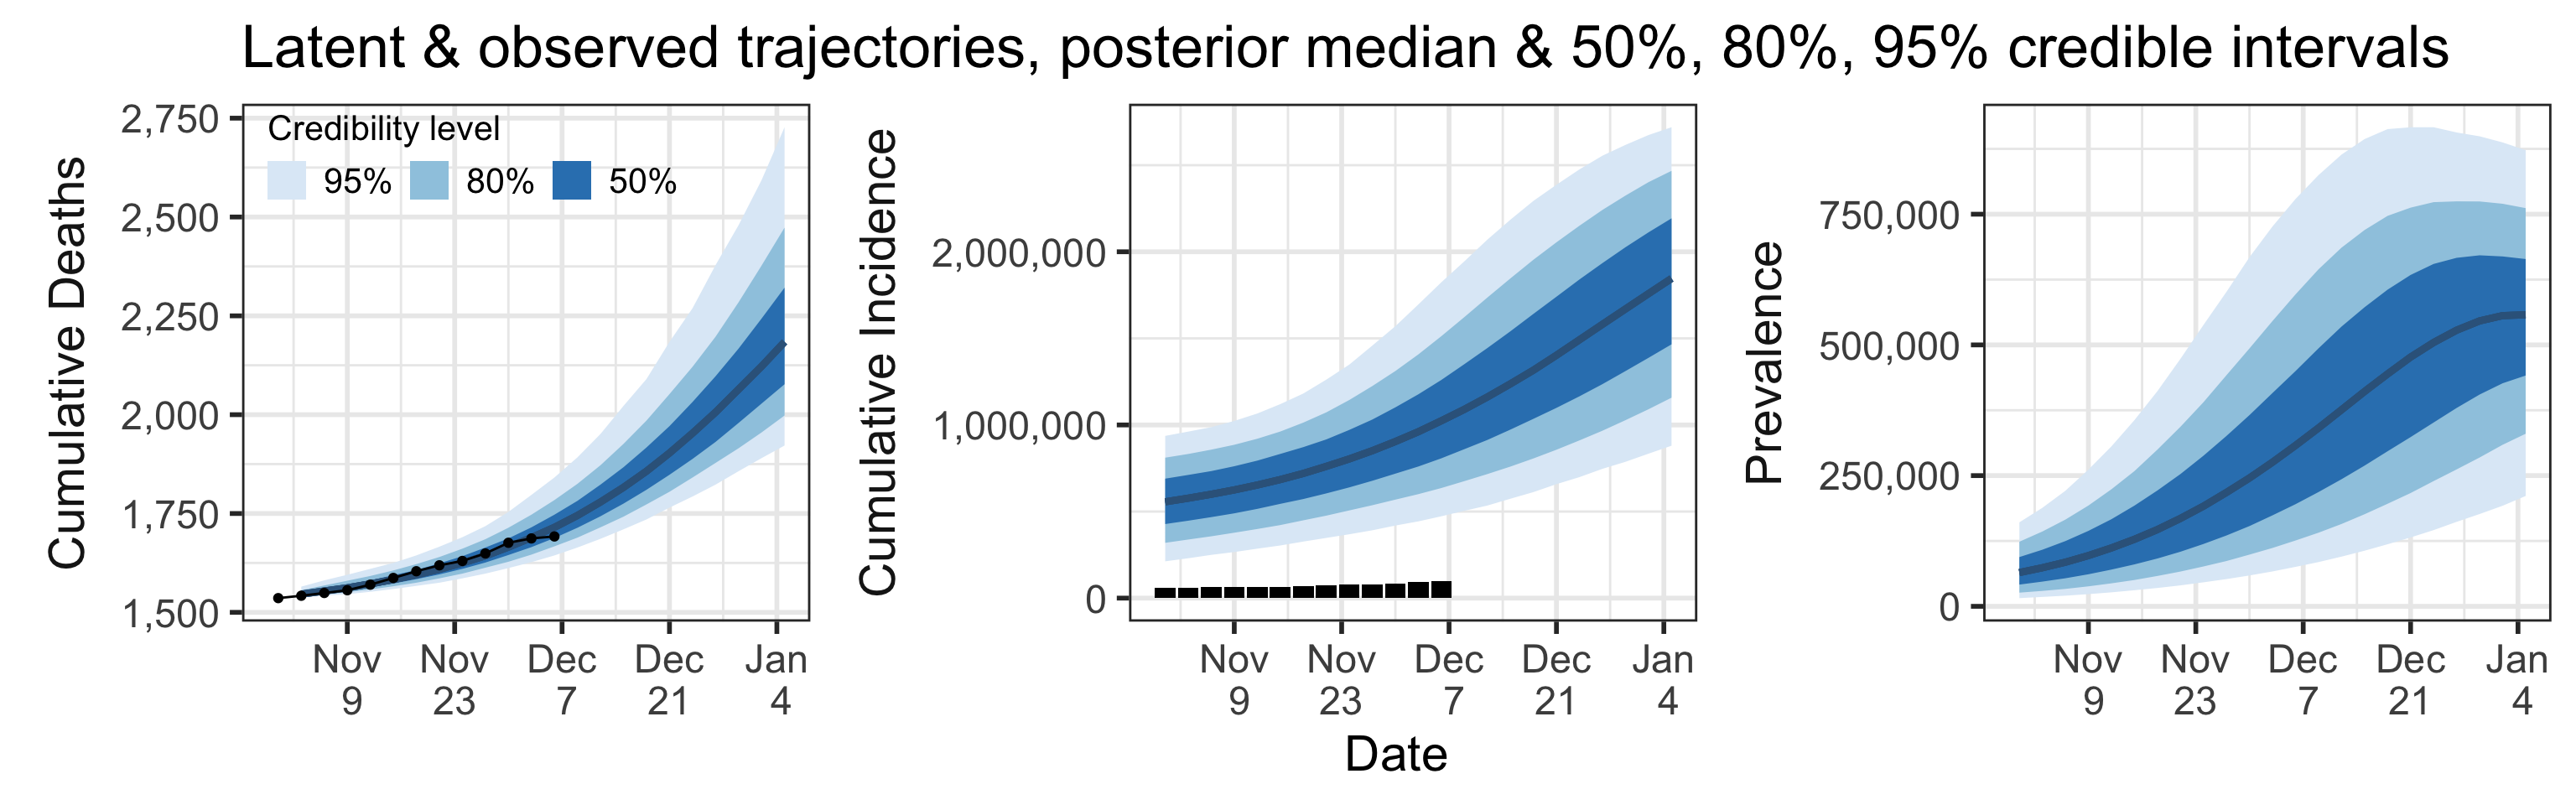 Latent & observed trajectories, posterior median & 50%, 80%, 95% credible intervals
Cumulative Deaths
2,750
2,500
2,250
2,000
1,750
1,500
Credibility level
95% 80% 50%
Nov 9
Nov 23
Dec 7
Dec 21
Jan 4
Cumulative Incidence
2,000,000
1,000,000
0
Nov 9
Nov 23
Dec 7
Dec 21
Jan 4
Prevalence
750,000
500,000
250,000
0
Nov 9
Nov 23
Dec 7
Dec 21
Jan 4
Date